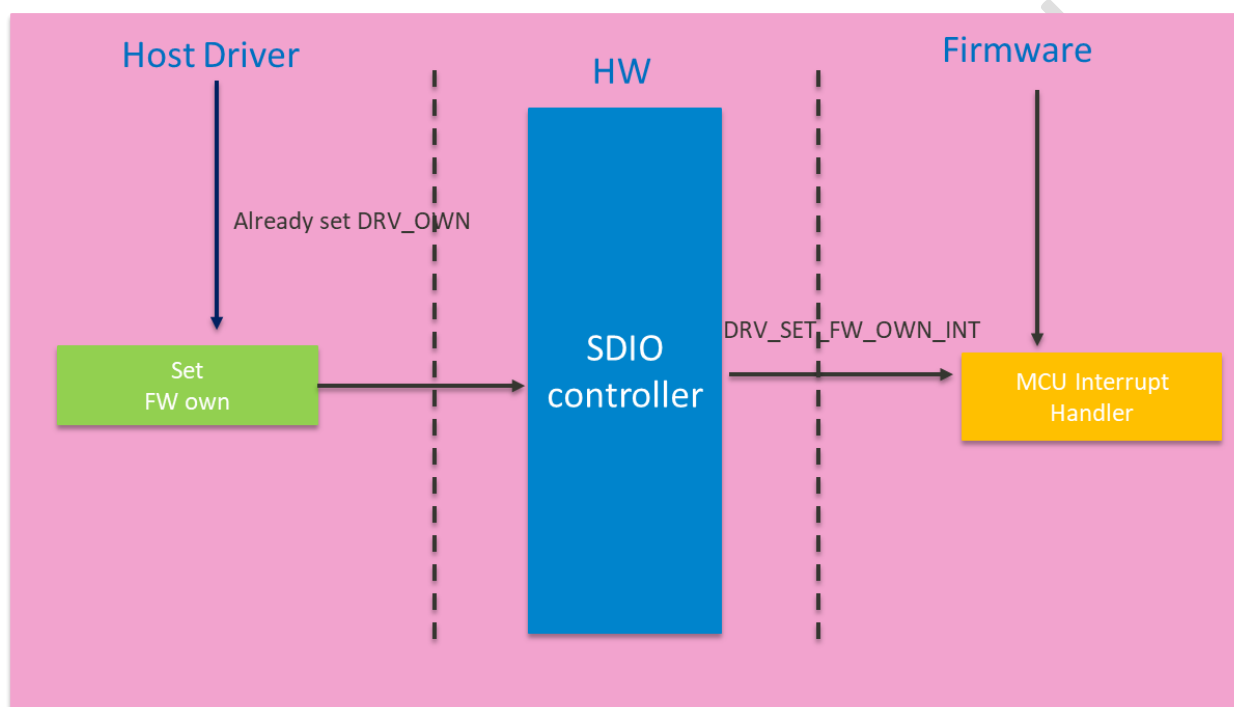 Host Driver
HW
Firmware
Already set DRV_OWN
DRV_SET_FW_OWN_INT
Set
FW own
SDIO
controller
MCU Interrupt
Handler